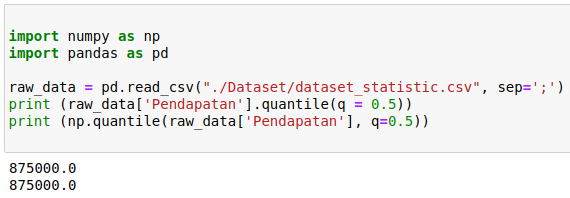 import numpy as np
import pandas as pd
raw_data = pd.read_csv("./Dataset/dataset_statistic.csv", sep=';')
print (raw_data['Pendapatan'].quantile(q = 0.5))
print (np.quantile(raw_data['Pendapatan'], q=0.5))
875000.0
875000.0